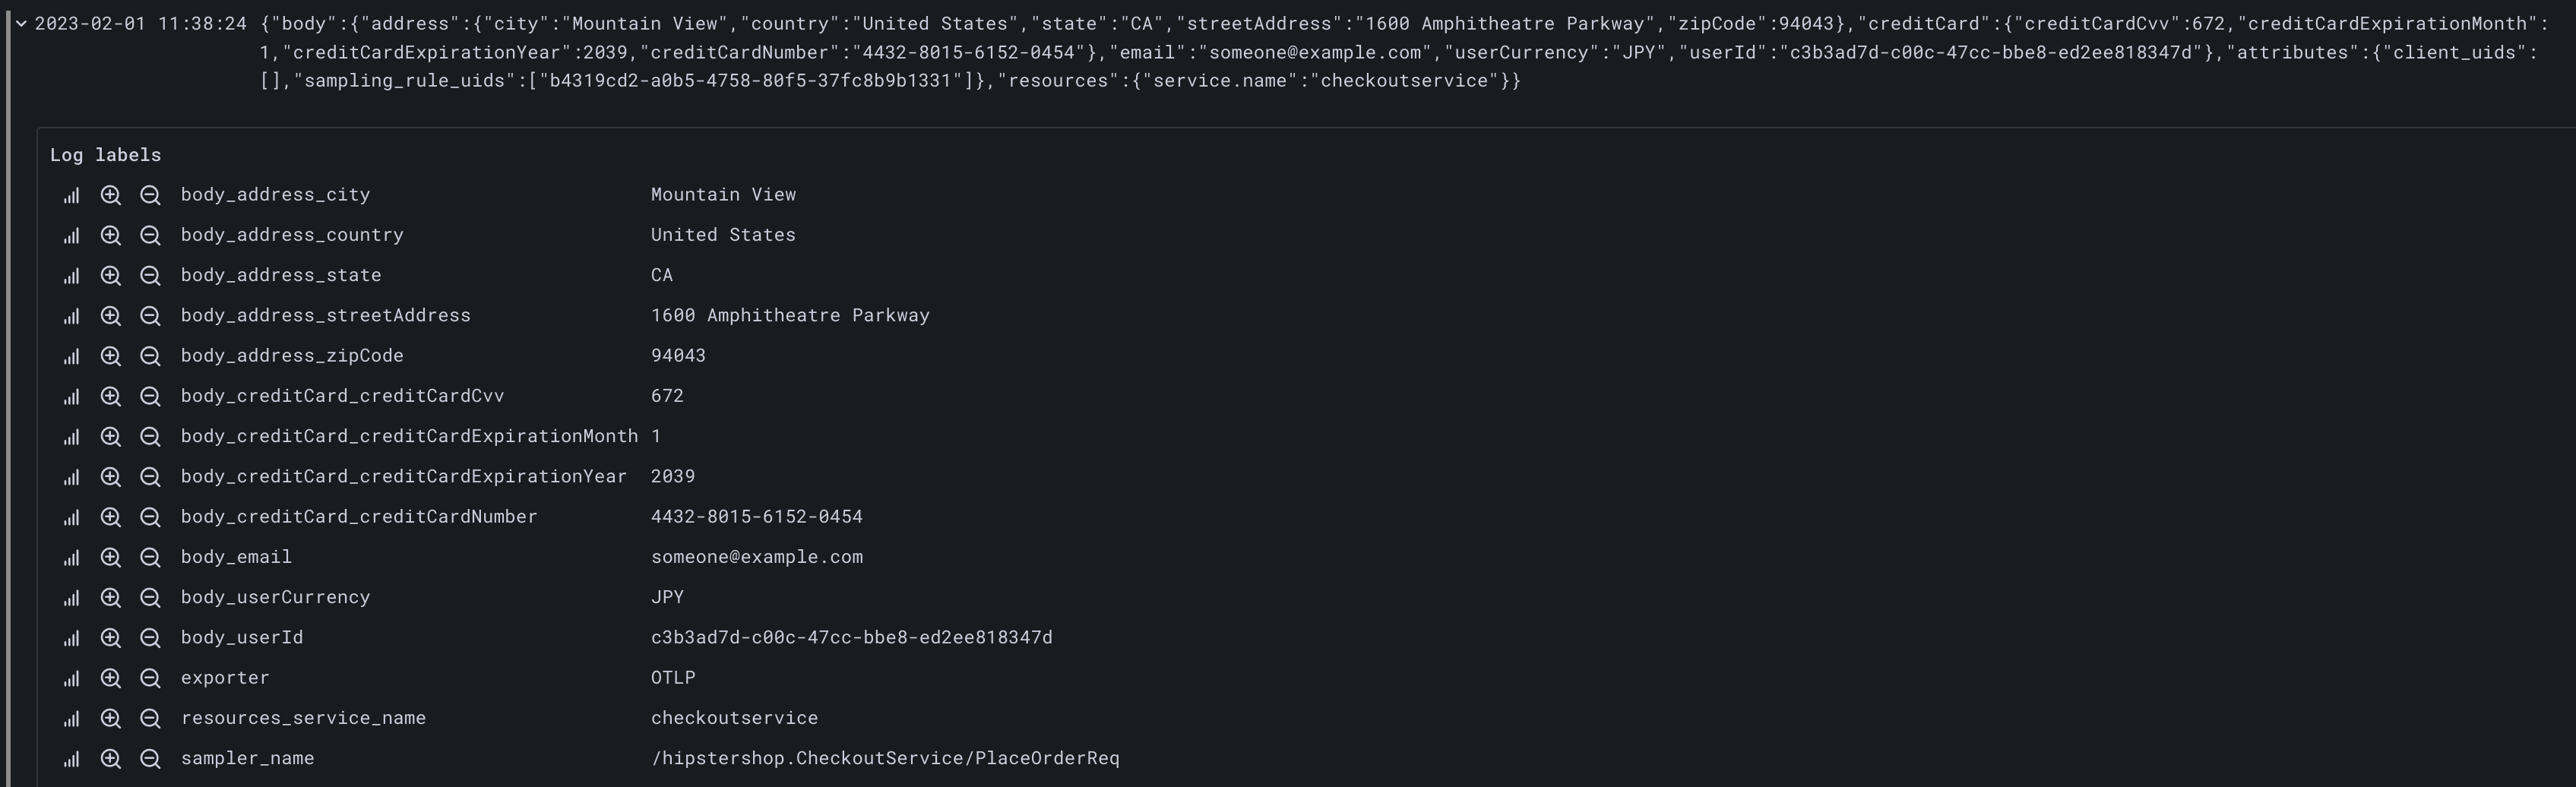 2023-02-01 11:38:24 {"body":{"address":{"city":"Mountain View","country":"United States","state":"CA","streetAddress":"1600 Amphitheatre Parkway","zipCode":94043},"creditCard":{"creditCardCvv":672,"creditCardExpirationMonth":
1,"creditCardExpirationYear":2039,"creditCardNumber":"4432-8015-6152-0454"},"email":"someone@example.com","userCurrency":"JPY","userId":"c3b3ad7d-c00c-47cc-bbe8-ed2ee818347d"},"attributes":{"client_uids":
[],"sampling_rule_uids":["b4319cd2-a0b5-4758-80f5-37fc8b9b1331"]},"resources":{"service.name":"checkoutservice"}}
Log labels
body_address_city Mountain View
body_address_country United States
body_address_state CA
body_address_streetAddress 1600 Amphitheatre Parkway
body_address_zipCode 94043
body_creditCard_creditCardCvv 672
body_creditCard_creditCardExpirationMonth 1
body_creditCard_creditCardExpirationYear 2039
body_creditCard_creditCardNumber 4432-8015-6152-0454
body_email someone@example.com
body_userCurrency JPY
body_userId c3b3ad7d-c00c-47cc-bbe8-ed2ee818347d
exporter OTLP
resources_service_name checkoutservice
sampler_name /hipstershop.CheckoutService/PlaceOrderReq